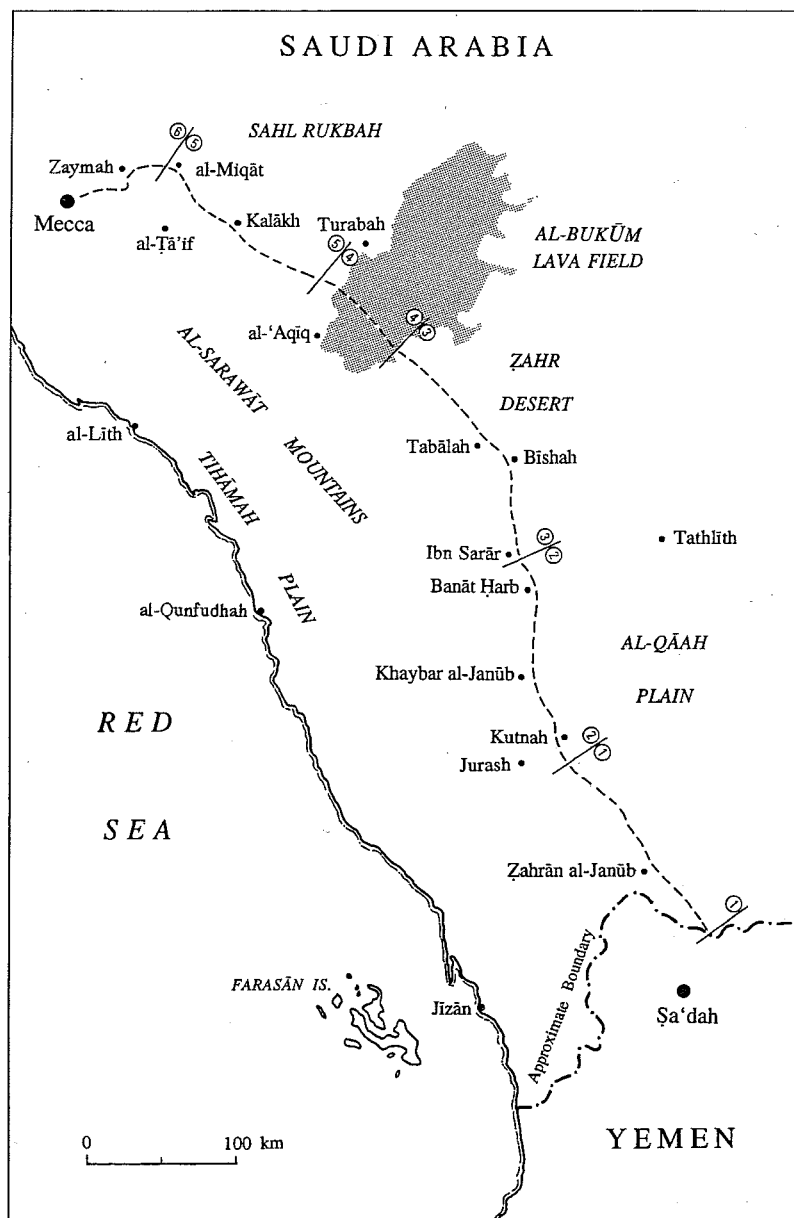 SAUDI ARABIA
⑥ ⑤
SAHL RUKBAH
Zaymah
al-Miqāt
Mecca
Kalākh
Turabah
al-Ṭā'if
⑤ ④
AL-BUKŪM
LAVA FIELD
④ ③
al-‘Aqīq
AL-SARAWĀT
MOUNTAINS
ẒAHR
DESERT
al-Līth
Tabālah
Bīshah
TIHĀMAH
PLAIN
Ibn Sarār
③ ②
Tathlīth
Banāt Ḥarb
al-Qunfudhah
AL-QĀAH
PLAIN
Khaybar al-Janūb
RED
SEA
Kutnah
② ①
Jurash
Ẓahrān al-Janūb
①
Approximate Boundary
FARASĀN IS.
Jīzān
Ṣa‘dah
0 100 km
YEMEN